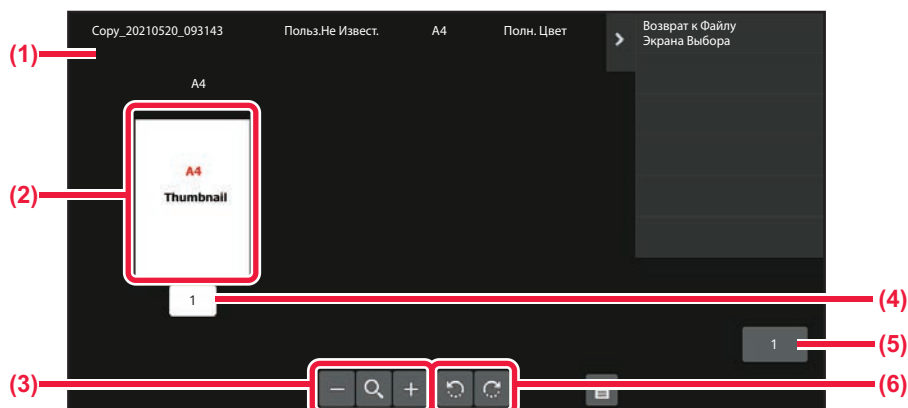 Copy_20210520_093143 Польз.Не Извест. A4 Полн. Цвет
Возврат к Файлу
Экрана Выбора
(1)
A4
A4
Thumbnail
(2)
1
(4)
1
(5)
(3)
(6)